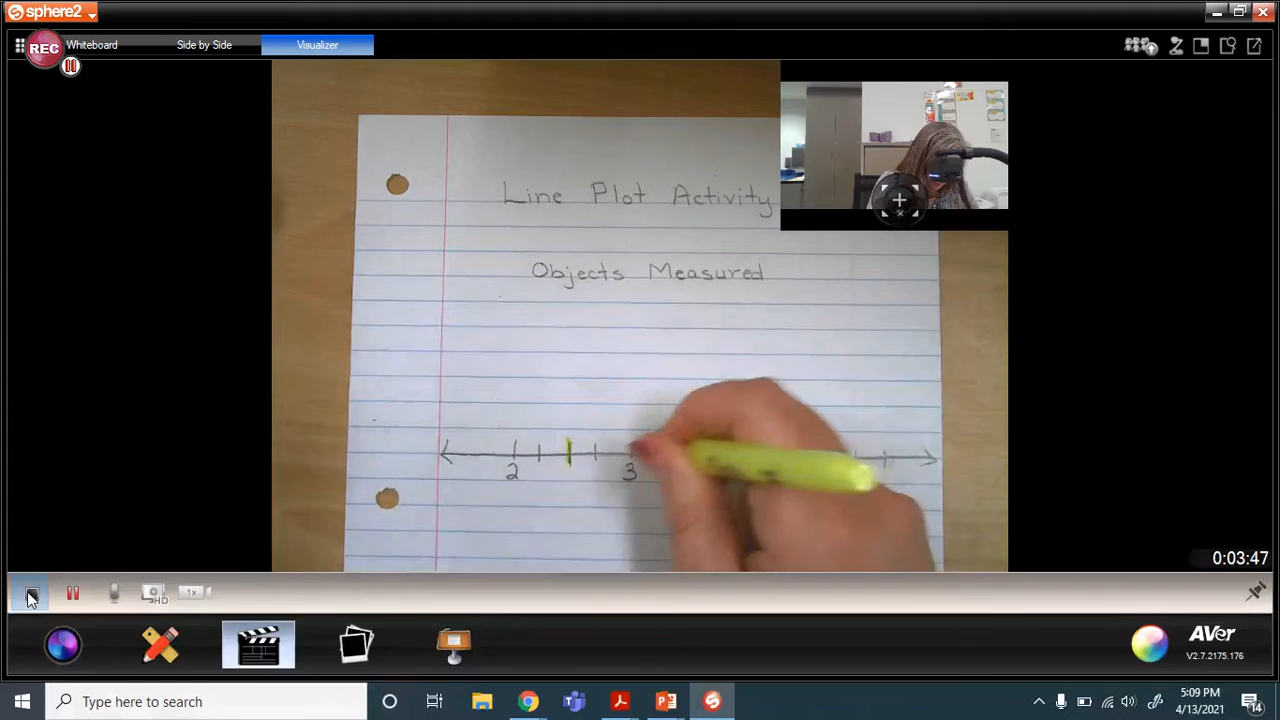 sphere2
REC
Whiteboard
Side by Side
Visualizer
Line Plot Activity
Objects Measured
2
3
0:03:47
HD
1x
AVer
V2.7.2175.176
Type here to search
5:09 PM
4/13/2021
14